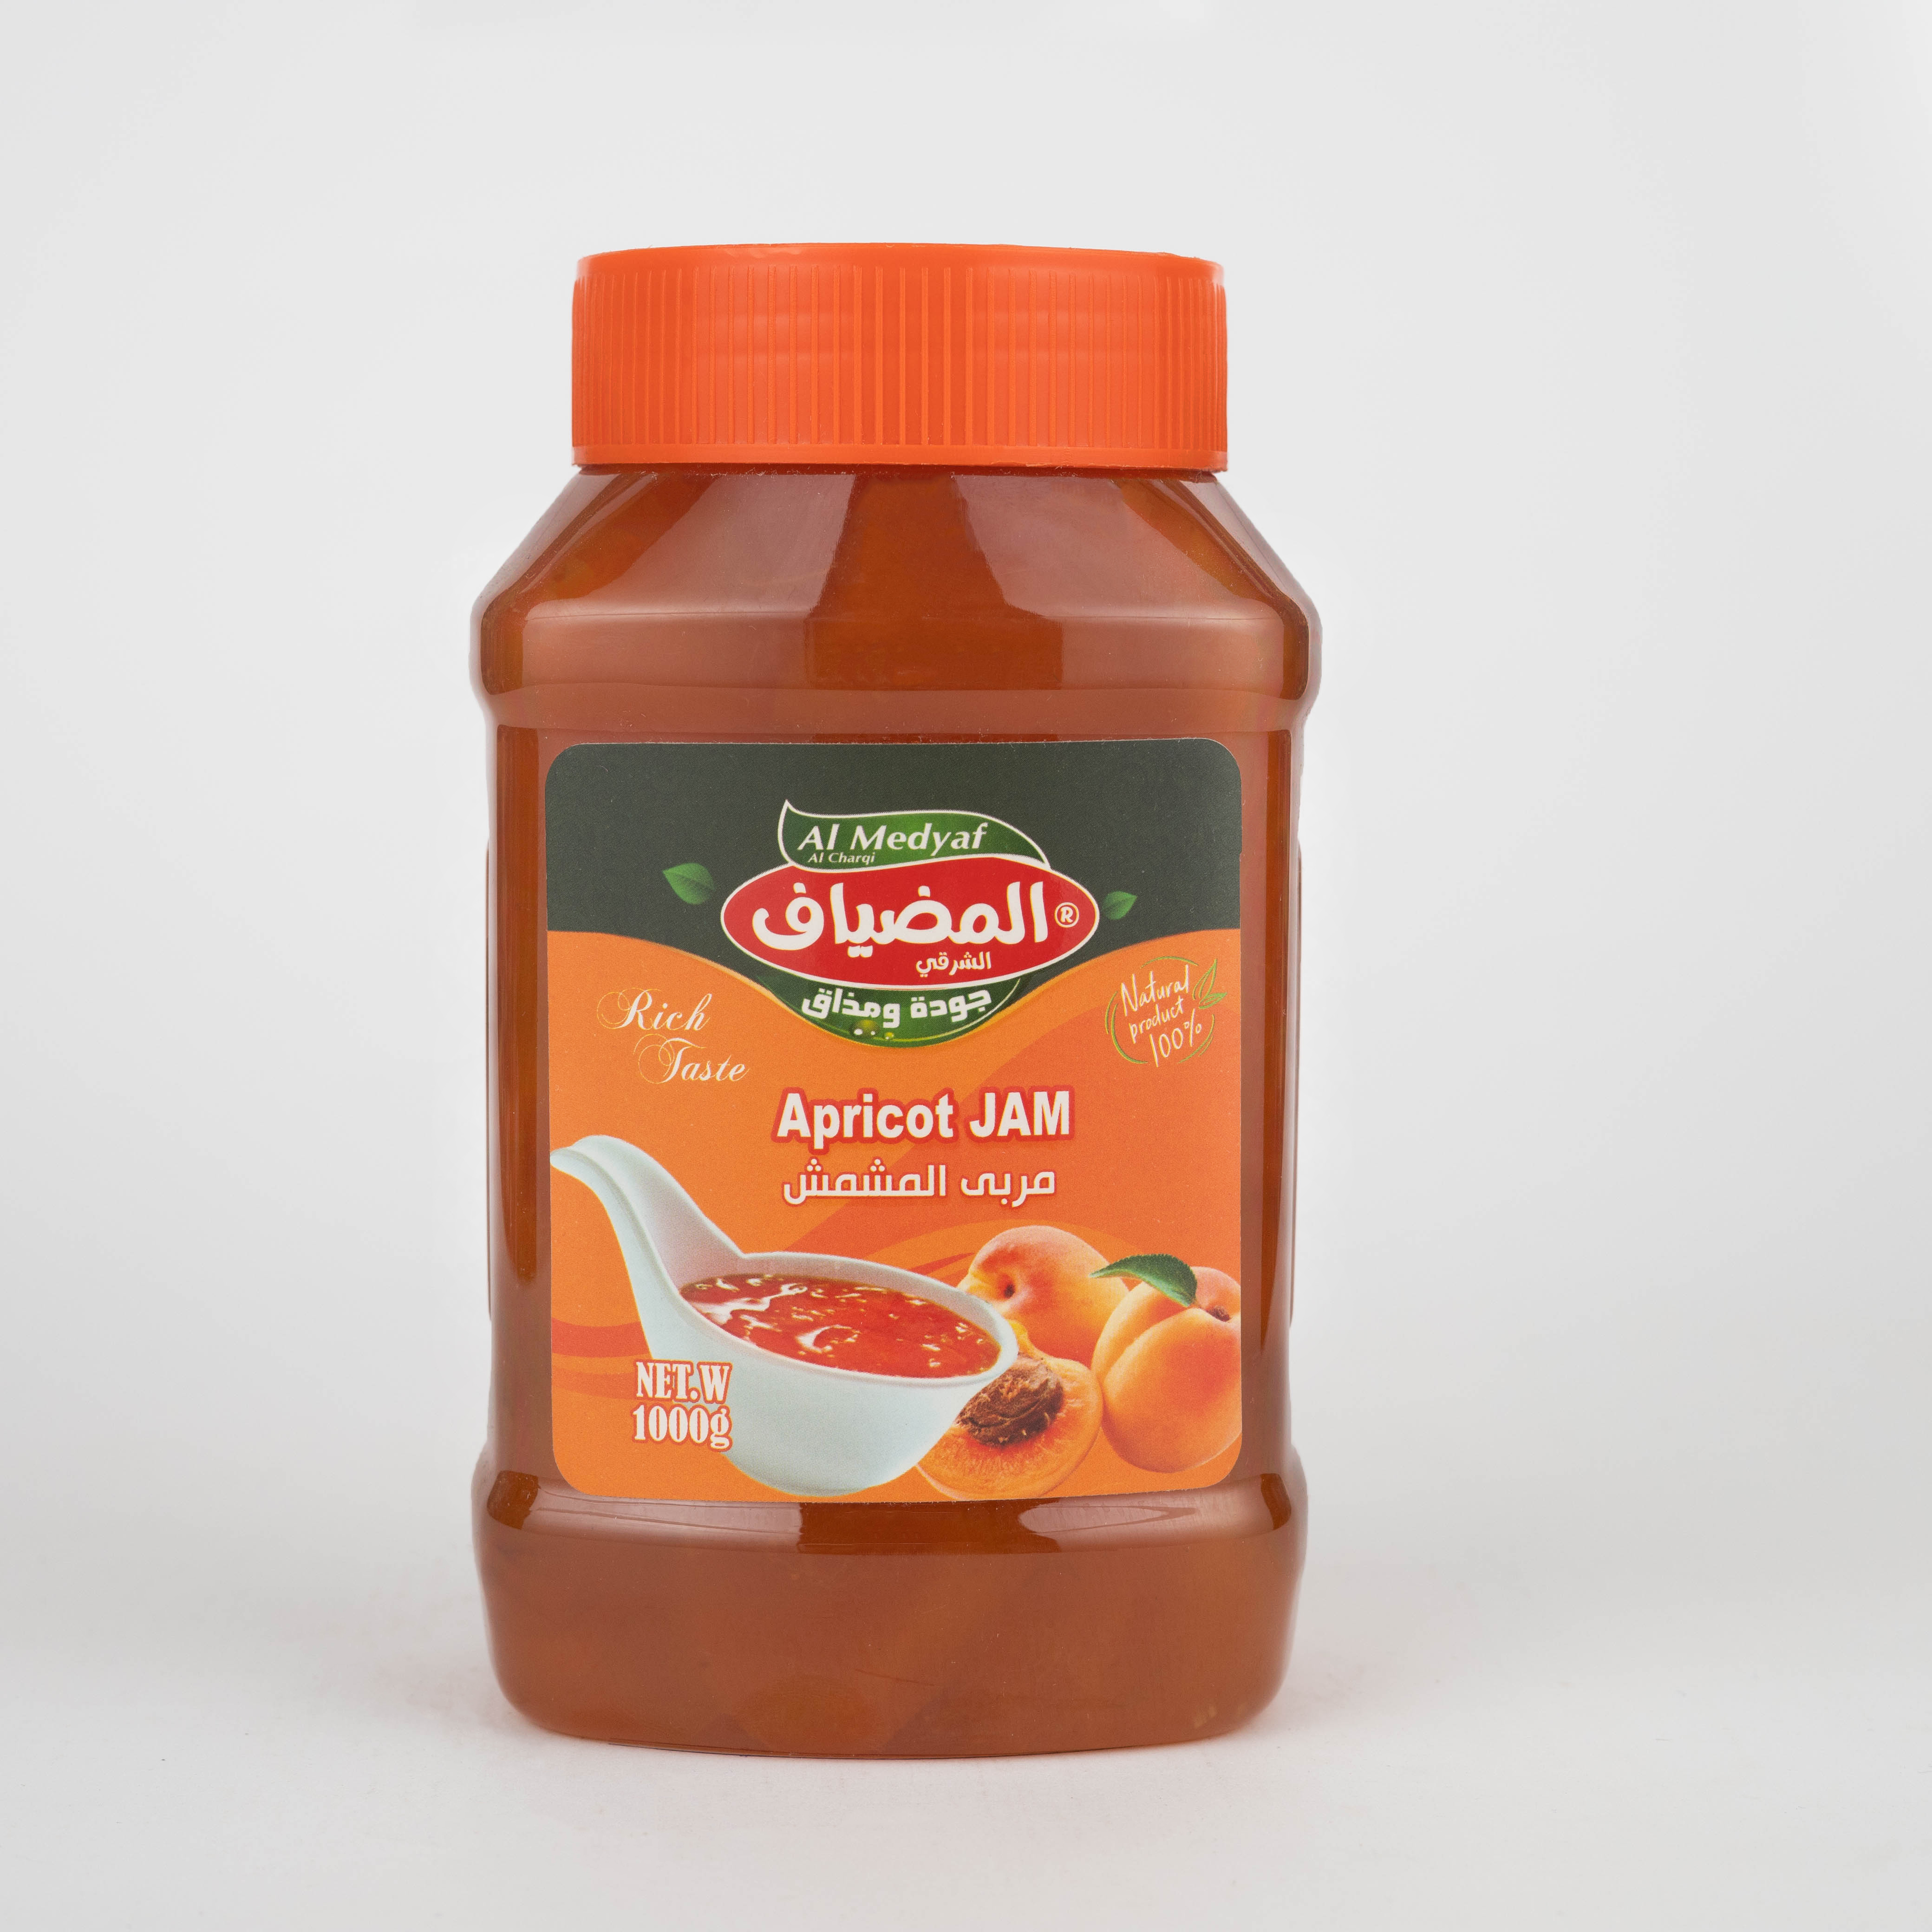 Al Medyaf
Al Charqi
المضياف®
الشرقي
جودة ومذاق
Rich
Taste
Natural
product
100%
Apricot JAM
مربى المشمش
NET.W
1000g